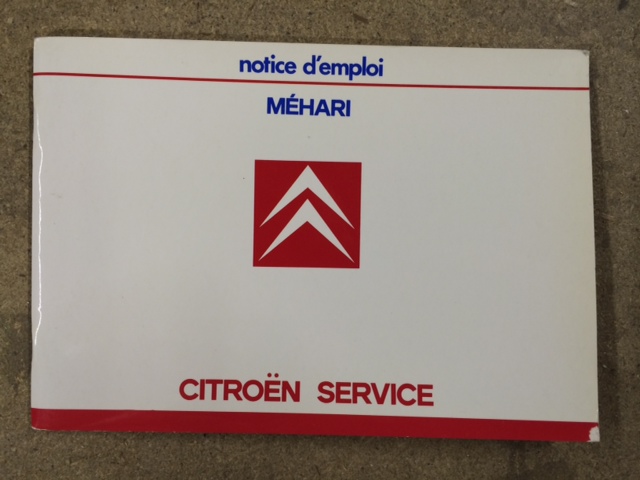 notice d'emploi
MÉHARI
CITROËN SERVICE